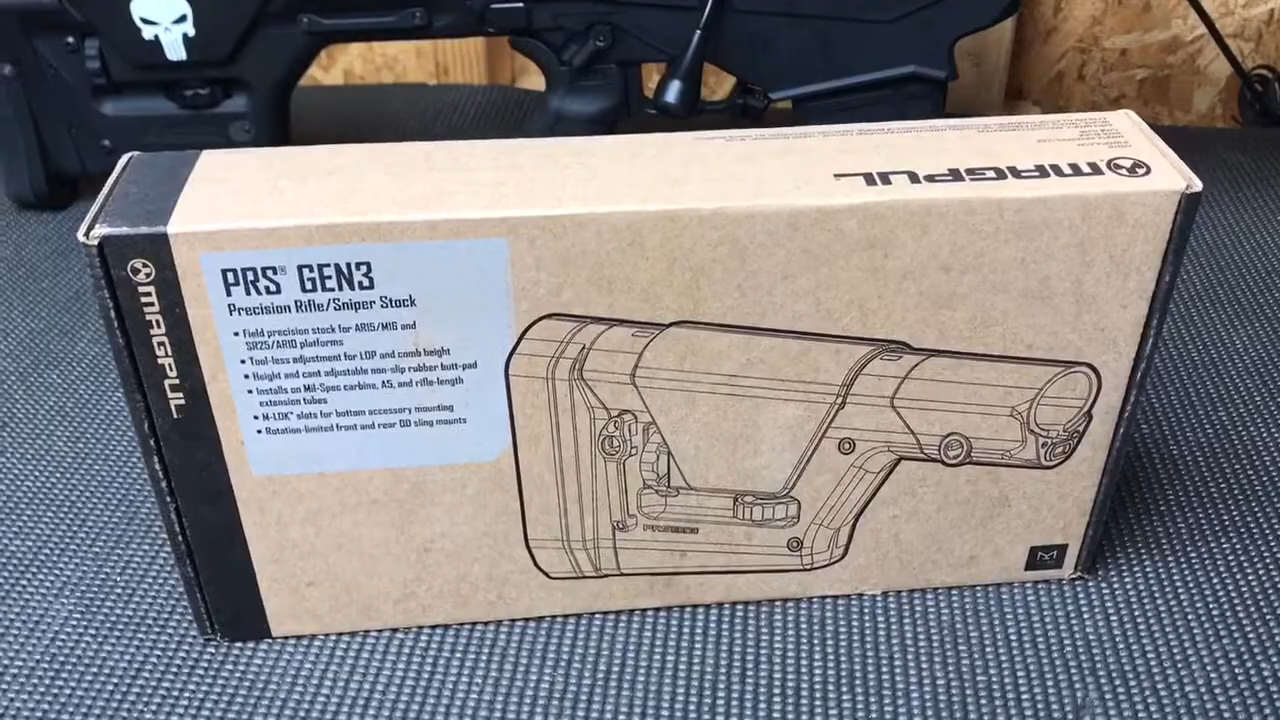 MAGPUL
MAGPUL
PRS® GEN3
Precision Rifle/Sniper Stock
▪ Field precision stock for AR15/M16 and
SR25/AR10 platforms
▪ Tool-less adjustment for LOP and comb height
▪ Height and cant adjustable non-slip rubber butt-pad
▪ Installs on Mil-Spec carbine, A5, and rifle-length
extension tubes
▪ M-LOK™ slots for bottom accessory mounting
▪ Rotation-limited front and rear QD sling mounts
PRS GEN3